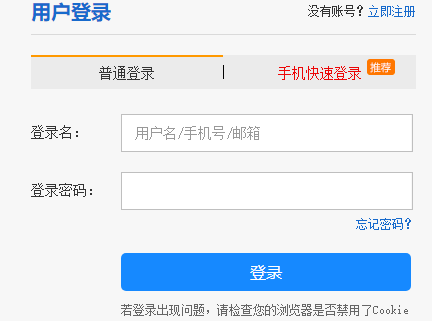 用户登录 没有账号？立即注册
普通登录 | 手机快速登录 推荐
登录名： 用户名/手机号/邮箱
登录密码：
忘记密码？
登录
若登录出现问题，请检查您的浏览器是否禁用了Cookie